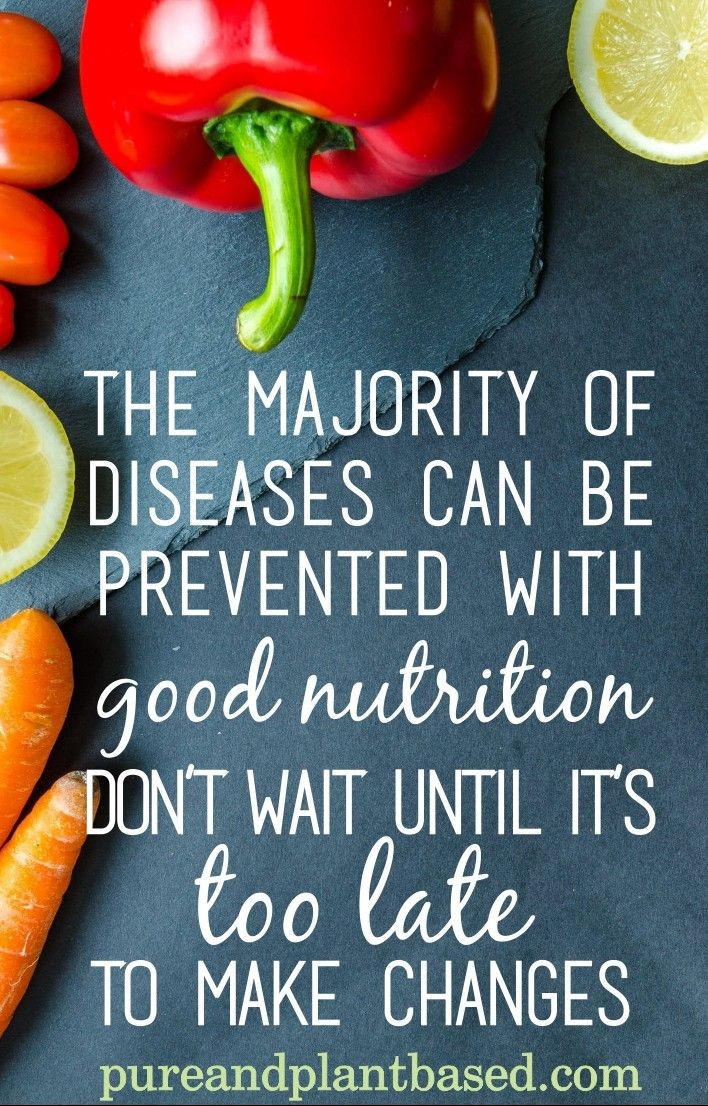 THE MAJORITY OF
DISEASES CAN BE
PREVENTED WITH
good nutrition
DON'T WAIT UNTIL IT'S
too late
TO MAKE CHANGES
pureandplantbased.com